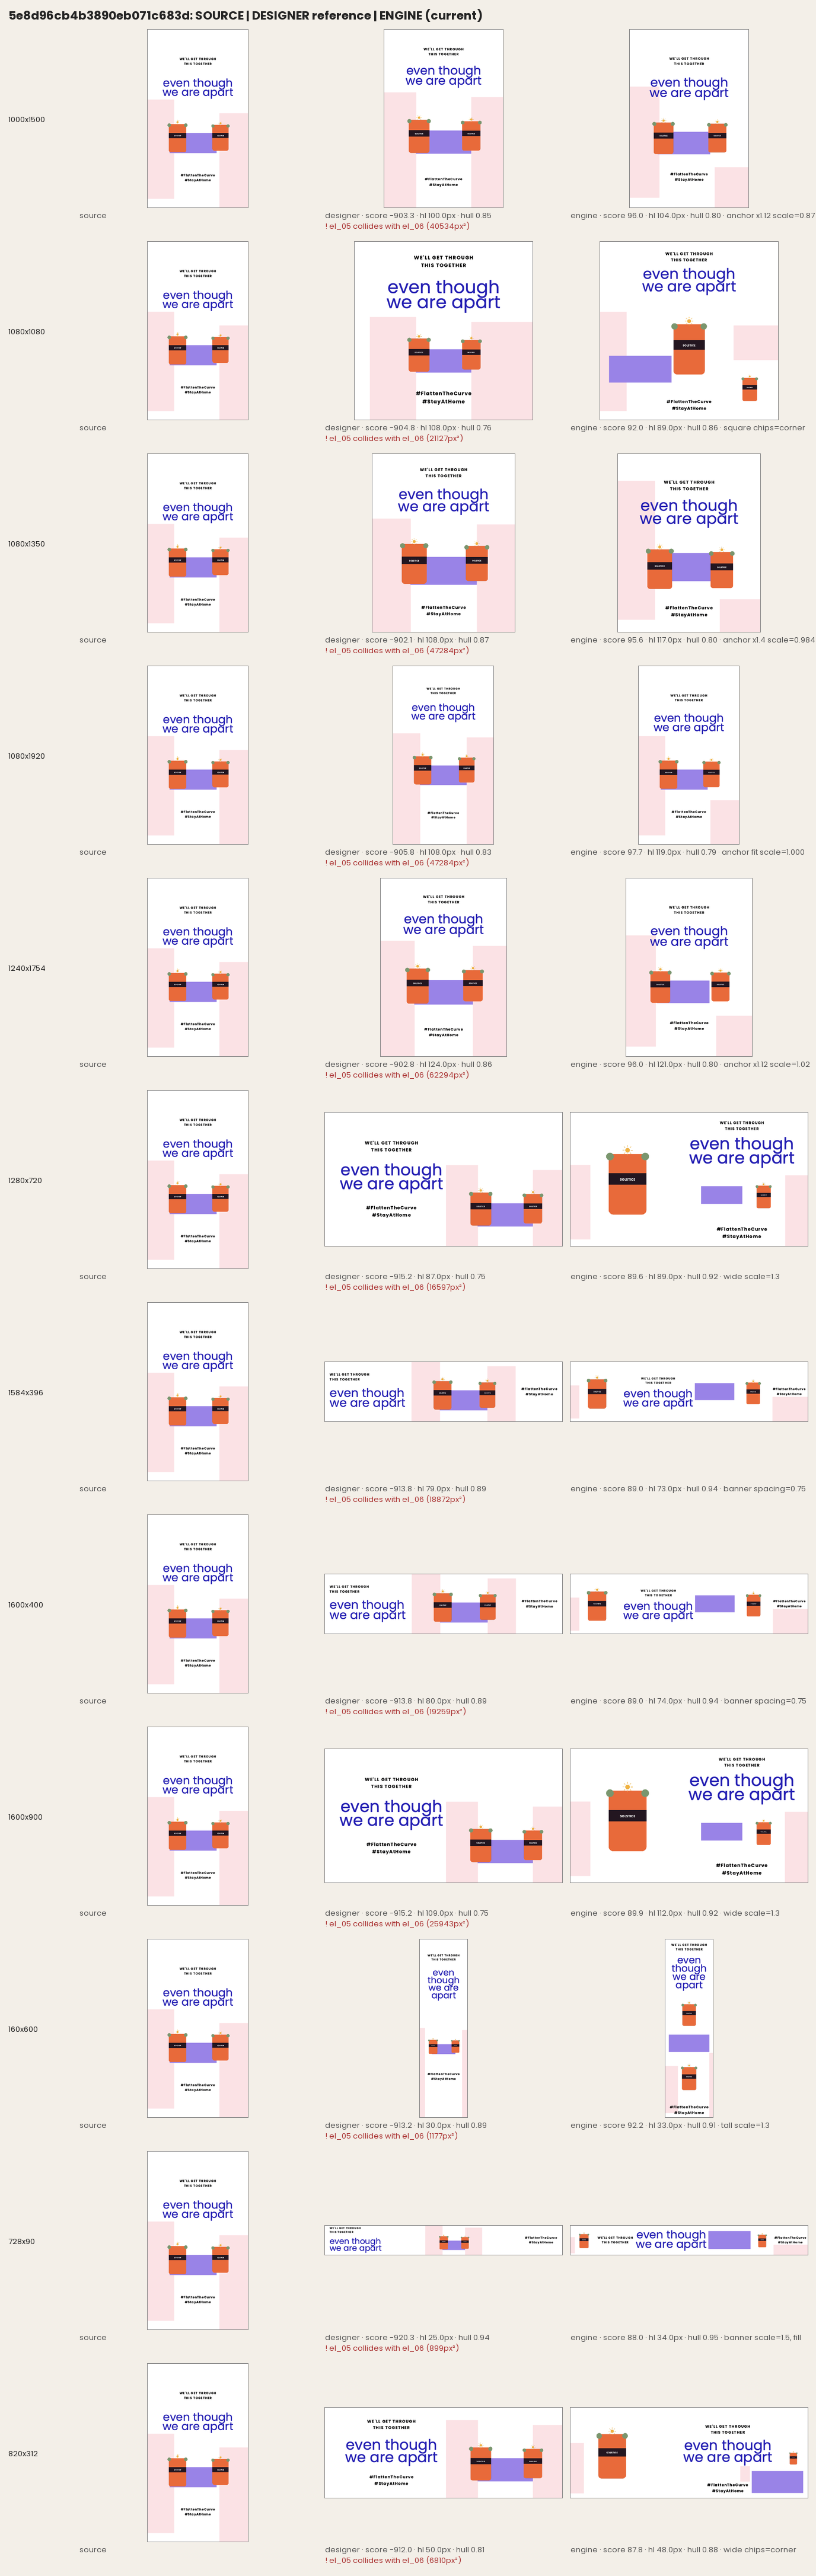 5e8d96cb4b3890eb071c683d: SOURCE | DESIGNER reference | ENGINE (current)
WE'LL GET THROUGH
THIS TOGETHER
even though
we are apart
#FlattenTheCurve
#StayAtHome
1000x1500
source
designer · score -903.3 · hl 100.0px · hull 0.85
! el_05 collides with el_06 (40534px²)
engine · score 96.0 · hl 104.0px · hull 0.80 · anchor x1.12 scale=0.87
1080x1080
source
designer · score -904.8 · hl 108.0px · hull 0.76
! el_05 collides with el_06 (21127px²)
engine · score 92.0 · hl 89.0px · hull 0.86 · square chips=corner
1080x1350
source
designer · score -902.1 · hl 108.0px · hull 0.87
! el_05 collides with el_06 (47284px²)
engine · score 95.6 · hl 117.0px · hull 0.80 · anchor x1.4 scale=0.984
1080x1920
source
designer · score -905.8 · hl 108.0px · hull 0.83
! el_05 collides with el_06 (47284px²)
engine · score 97.7 · hl 119.0px · hull 0.79 · anchor fit scale=1.000
1240x1754
source
designer · score -902.8 · hl 124.0px · hull 0.86
! el_05 collides with el_06 (62294px²)
engine · score 96.0 · hl 121.0px · hull 0.80 · anchor x1.12 scale=1.02
1280x720
source
designer · score -915.2 · hl 87.0px · hull 0.75
! el_05 collides with el_06 (16597px²)
engine · score 89.6 · hl 89.0px · hull 0.92 · wide scale=1.3
1584x396
source
designer · score -913.8 · hl 79.0px · hull 0.89
! el_05 collides with el_06 (18872px²)
engine · score 89.0 · hl 73.0px · hull 0.94 · banner spacing=0.75
1600x400
source
designer · score -913.8 · hl 80.0px · hull 0.89
! el_05 collides with el_06 (19259px²)
engine · score 89.0 · hl 74.0px · hull 0.94 · banner spacing=0.75
1600x900
source
designer · score -915.2 · hl 109.0px · hull 0.75
! el_05 collides with el_06 (25943px²)
engine · score 89.9 · hl 112.0px · hull 0.92 · wide scale=1.3
160x600
source
designer · score -913.2 · hl 30.0px · hull 0.89
! el_05 collides with el_06 (1177px²)
engine · score 92.2 · hl 33.0px · hull 0.91 · tall scale=1.3
728x90
source
designer · score -920.3 · hl 25.0px · hull 0.94
! el_05 collides with el_06 (899px²)
engine · score 88.0 · hl 34.0px · hull 0.95 · banner scale=1.5, fill
820x312
source
designer · score -912.0 · hl 50.0px · hull 0.81
! el_05 collides with el_06 (6810px²)
engine · score 87.8 · hl 48.0px · hull 0.88 · wide chips=corner